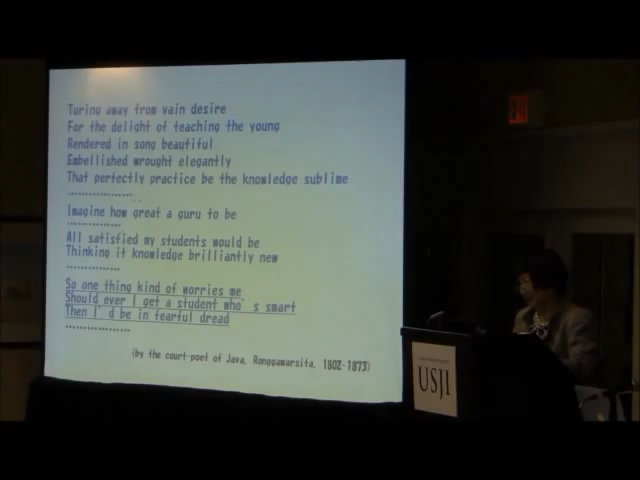 Turing away from vain desire
For the delight of teaching the young
Rendered in song beautiful
Embellished wrought elegantly
That perfectly practice be the knowledge sublime
..................
Imagine how great a guru to be
...............
All satisfied my students would be
Thinking it knowledge brilliantly new
...............
So one thing kind of worries me
Should ever I get a student who's smart
Then I'd be in fearful dread
..................
(by the court-poet of Java, Ronggawarsita, 1802-1873)
EXIT
USJI